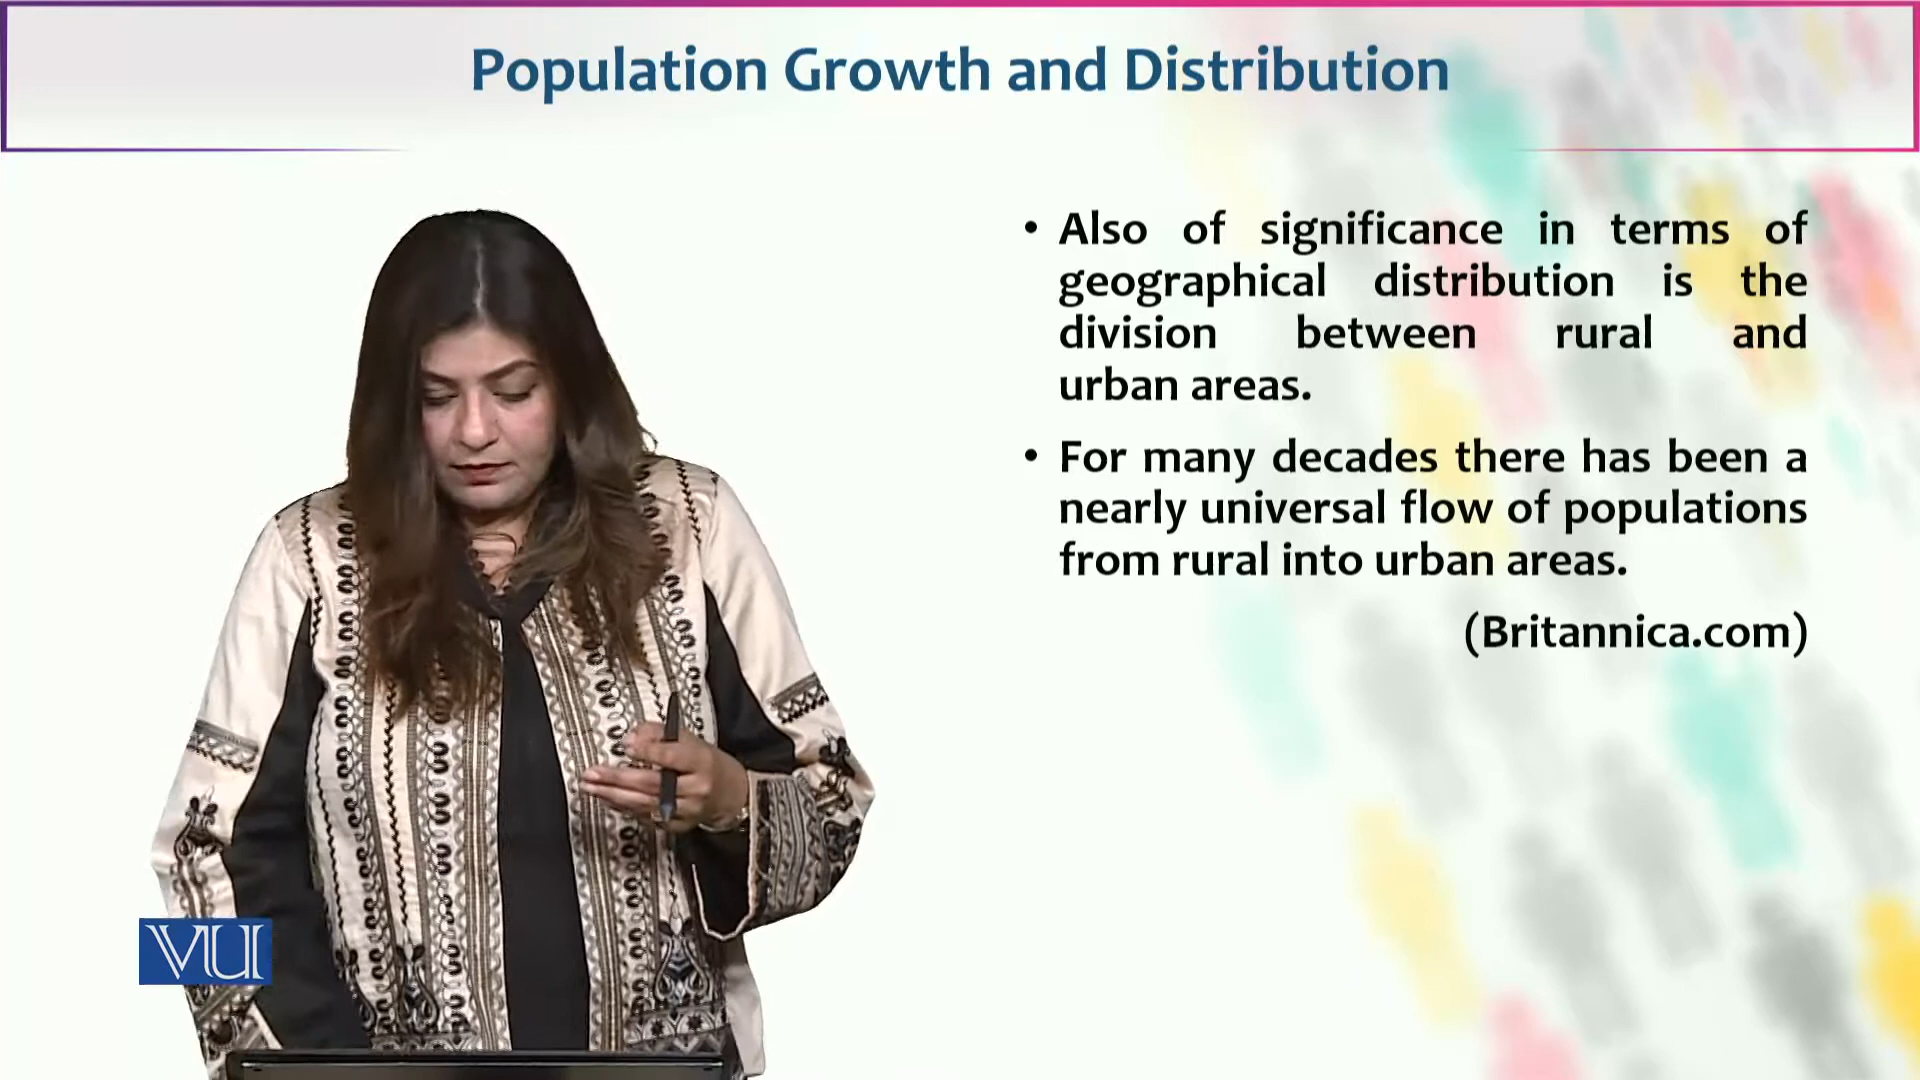 Population Growth and Distribution
• Also of significance in terms of
geographical distribution is the
division between rural and
urban areas.
• For many decades there has been a
nearly universal flow of populations
from rural into urban areas.
(Britannica.com)
VU